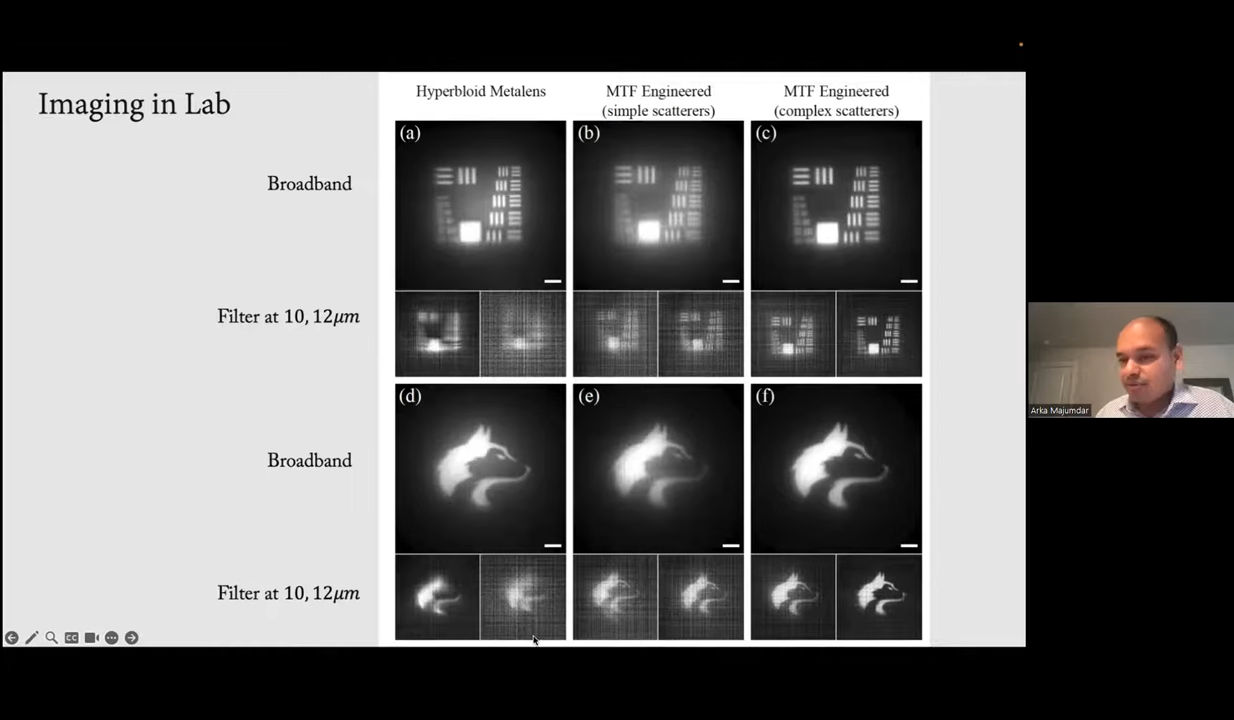 Imaging in Lab
Hyperbloid Metalens
MTF Engineered
(simple scatterers)
MTF Engineered
(complex scatterers)
Broadband
(a)
(b)
(c)
Filter at 10, 12μm
Broadband
(d)
(e)
(f)
Filter at 10, 12μm
CC
Arka Majumdar